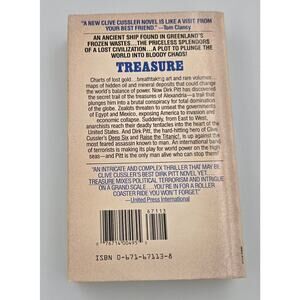 "A NEW CLIVE CUSSLER NOVEL IS LIKE A VISIT FROM
YOUR BEST FRIEND." —Tom Clancy
AN ANCIENT SHIP FOUND IN GREENLAND'S
FROZEN WASTES...THE PRICELESS SPLENDORS
OF A LOST CIVILIZATION...A PLOT TO PLUNGE THE
WORLD INTO BLOODY CHAOS!
TREASURE
Charts of lost gold...breathtaking art and rare volumes...
maps of hidden oil and mineral deposits that could change
the world's balance of power. Now Dirk Pitt has discovered
the secret trail of the treasures of Alexandria—a trail that
plunges him into a brutal conspiracy for total domination of
the globe. Zealots threaten to unseat the governments
of Egypt and Mexico, exposing America to invasion and
economic collapse. Suddenly, from East to West,
anarchists reach their deadly tentacles into the heart of the
United States. And Dirk Pitt, the hard-hitting hero of Clive
Cussler's Deep Six and Raise the Titanic!, is up against the
most feared assassin known to man. An international band
of terrorists is making its play for world power on the high
seas—and Pitt is the only man alive who can stop them!
"AN INTRICATE AND COMPLEX THRILLER THAT MAY BE
CLIVE CUSSLER'S BEST DIRK PITT NOVEL YET.
TREASURE MIXES POLITICAL TERRORISM AND INTRIGUE
ON A GRAND SCALE...YOU'RE IN FOR A ROLLER
COASTER RIDE YOU WON'T FORGET."
—United Press International
67113
0
76714 00495
ISBN 0-671-67113-8